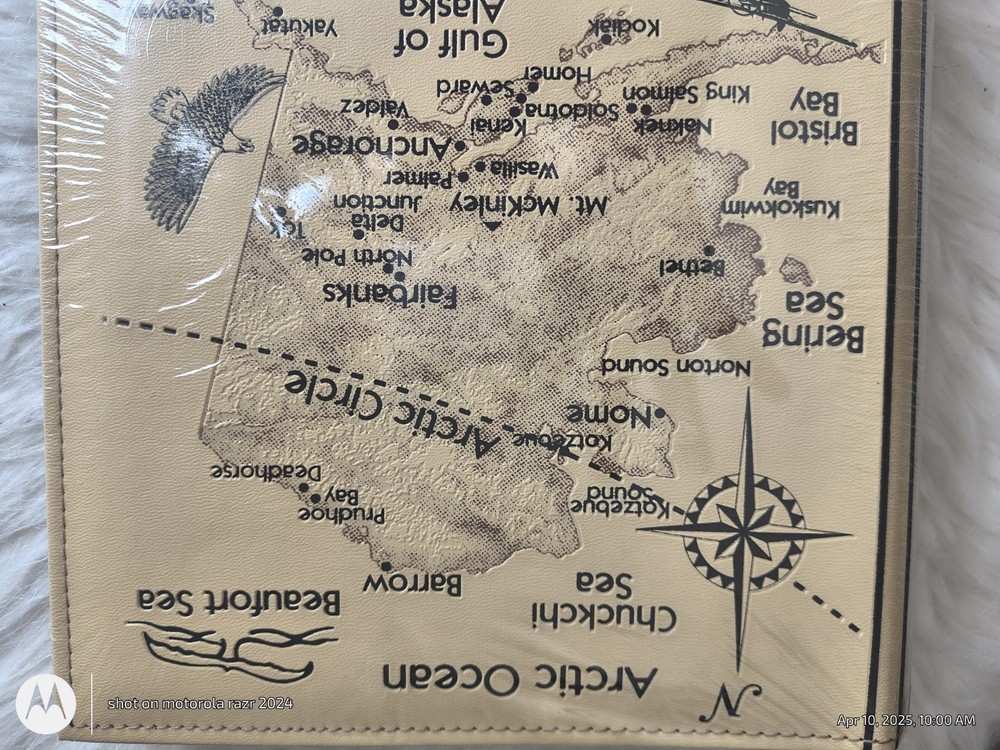 N
Arctic Ocean
Chuckchi
Sea
Beaufort Sea
Barrow
Prudhoe
Bay
Deadhorse
Kotzebue
Sound
Kotzebue
Arctic Circle
Nome
Norton Sound
Bering
Sea
Fairbanks
North Pole
Bethel
Delta
Junction
Tok
Kuskokwim
Bay
Mt. McKinley
Palmer
Wasilla
Anchorage
Bristol
Bay
Naknek
King Salmon
Kenai
Soldotna
Valdez
Seward
Homer
Kodiak
Gulf of
Alaska
Yakutat
Skagway
shot on motorola razr 2024
Apr 10, 2025, 10:00 AM